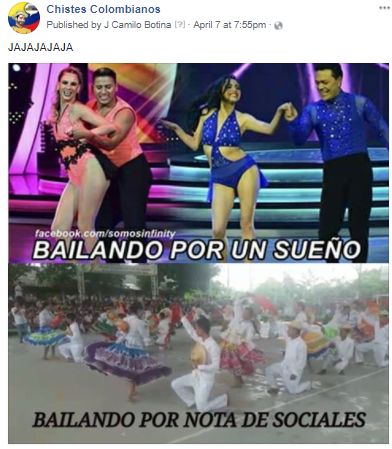 Chistes Colombianos
Published by J Camilo Botina [?] · April 7 at 7:55pm ·
JAJAJAJAJA
facebook.com/somosinfinity
BAILANDO POR UN SUEÑO
BAILANDO POR NOTA DE SOCIALES